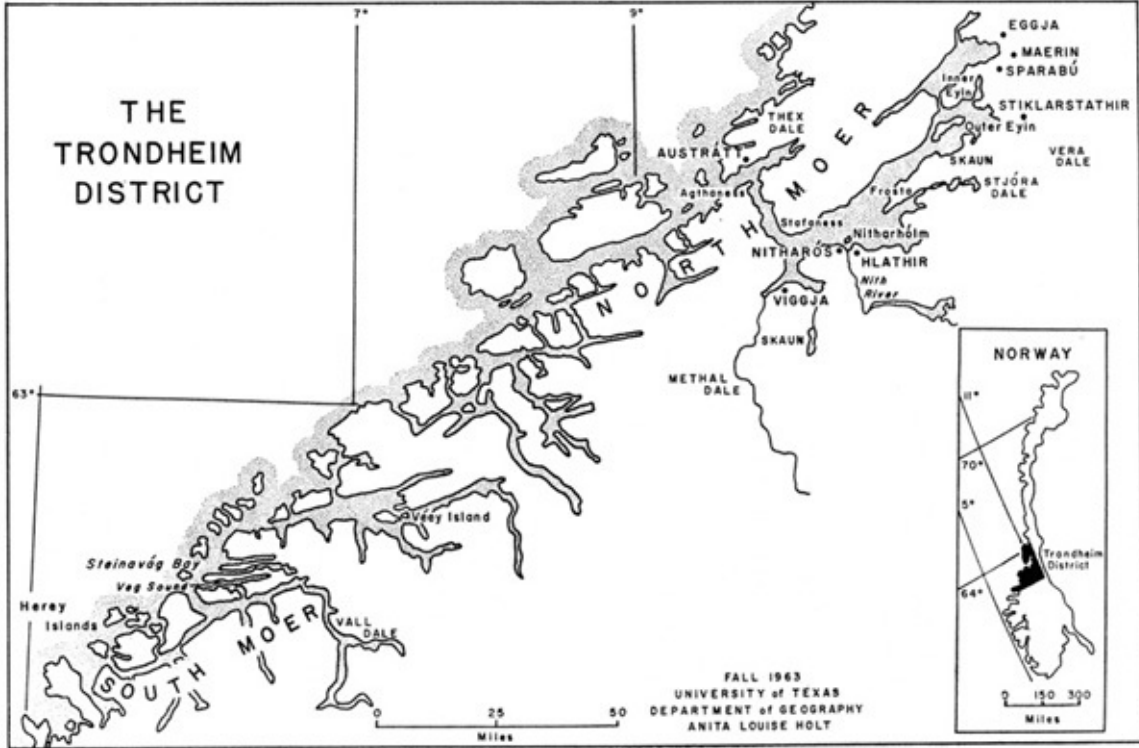 7°
9°
THE
TRONDHEIM
DISTRICT
EGGJA
MAERIN
SPARABÚ
Inner
Eyin
STIKLARSTATHIR
Outer Eyin
THEX
DALE
AUSTRÁTT
VERA
DALE
SKAUN
STJÓRA
DALE
Frosta
Agthaness
Stafaness
Nitharhólm
NITHARÓS
HLATHIR
Nith
River
VIGGJA
SKAUN
METHAL
DALE
NORTH MOER
63°
Véey Island
Steinavág Bay
Veg Sound
Herey
Islands
VALL
DALE
SOUTH MOER
FALL 1963
UNIVERSITY of TEXAS
DEPARTMENT of GEOGRAPHY
ANITA LOUISE HOLT
0 25 50
Miles
NORWAY
11°
70°
5°
64°
Trondheim
District
0 150 300
Miles